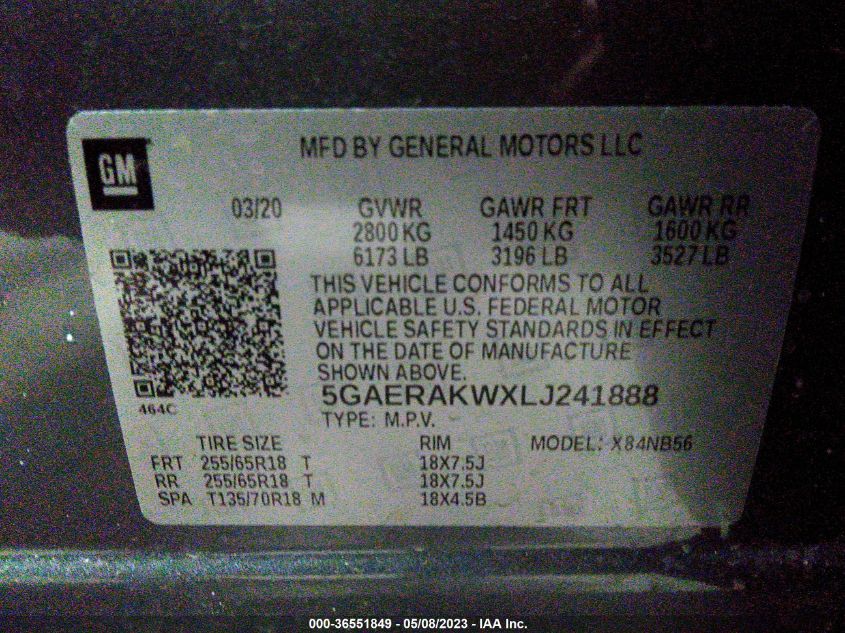 MFD BY GENERAL MOTORS LLC
GM
03/20 GVWR GAWR FRT GAWR RR
2800 KG 1450 KG 1600 KG
6173 LB 3196 LB 3527 LB
THIS VEHICLE CONFORMS TO ALL
APPLICABLE U.S. FEDERAL MOTOR
VEHICLE SAFETY STANDARDS IN EFFECT
ON THE DATE OF MANUFACTURE
SHOWN ABOVE.
5GAERAKWXLJ241888
464C
TYPE: M.P.V.
TIRE SIZE RIM MODEL: X84NB56
FRT 255/65R18 T 18X7.5J
RR 255/65R18 T 18X7.5J
SPA T135/70R18 M 18X4.5B
000-36551849 - 05/08/2023 - IAA Inc.